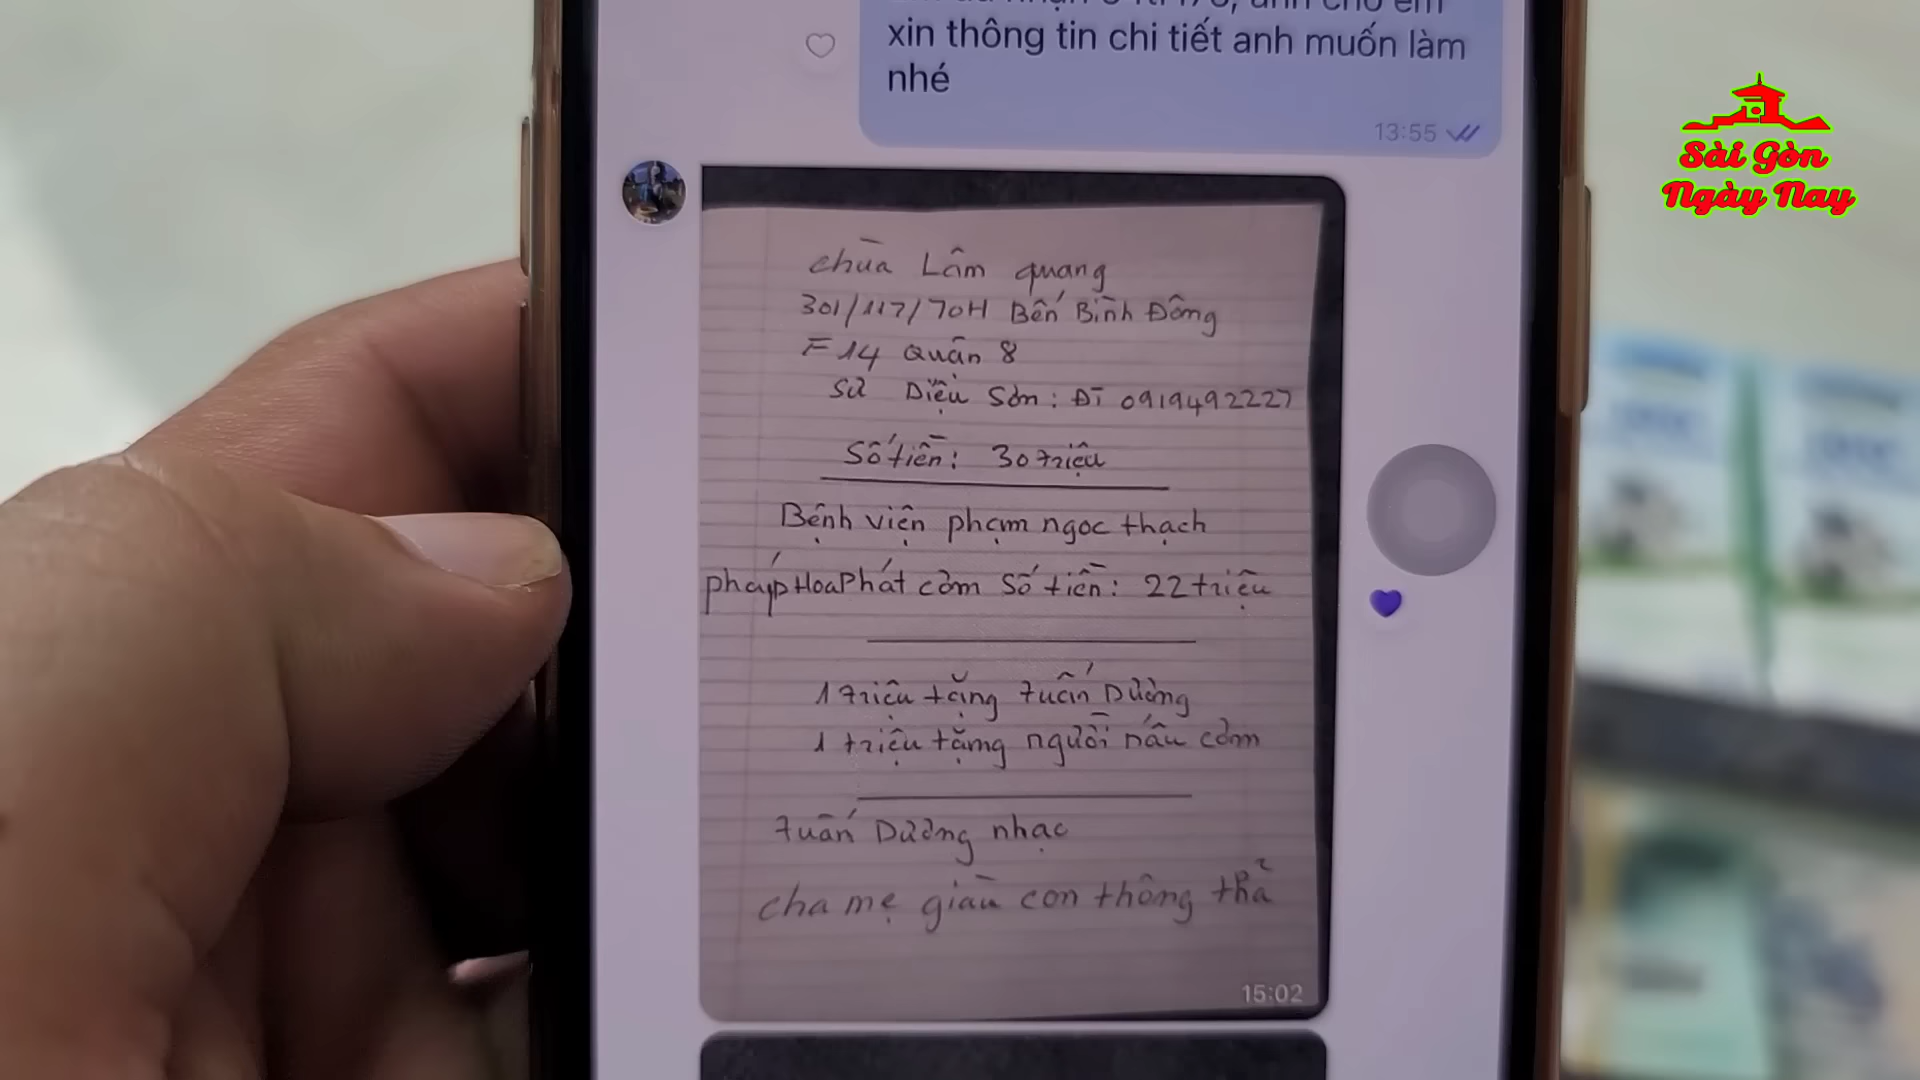 xin thông tin chi tiết anh muốn làm
nhé
13:55
Sài Gòn
Ngày Nay
chùa Lâm quang
301/117/70H Bến Bình Đông
F14 Quận 8
Sư Diệu Sơn: ĐT 0919492227
Số tiền: 30 triệu
Bệnh viện phạm ngọc thạch
pháp Hoa Phát cơm Số tiền: 22 triệu
1 triệu tặng Tuấn Dương
1 triệu tặng người nấu cơm
Tuấn Dương nhạc
cha mẹ giàu con thông thả
15:02